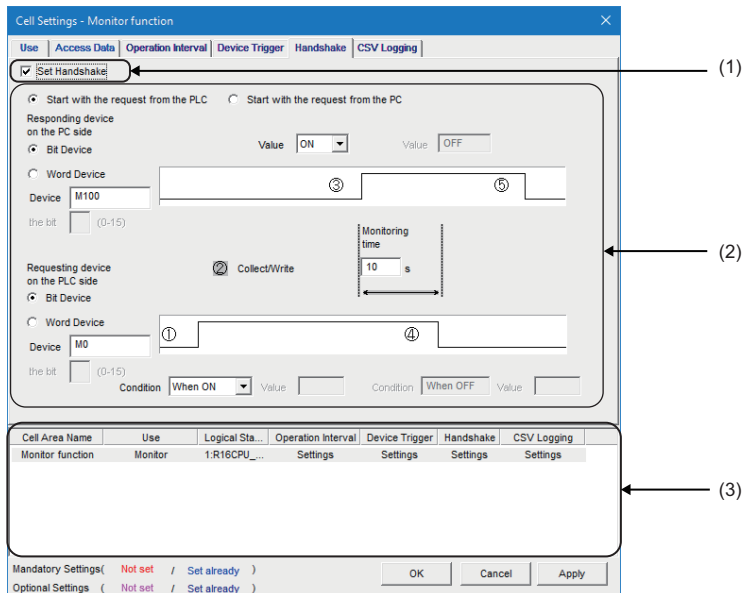 Cell Settings - Monitor function
Use Access Data Operation Interval Device Trigger Handshake CSV Logging
Set Handshake
(1)
Start with the request from the PLC Start with the request from the PC
Responding device
on the PC side
Value ON Value OFF
Bit Device
Word Device
③ ⑤
Device M100
the bit (0-15)
Monitoring
time
(2)
Requesting device
on the PLC side
② Collect/Write
10 s
Bit Device
Word Device
① ④
Device M0
the bit (0-15)
Condition When ON Value Condition When OFF Value
Cell Area Name Use Logical Sta... Operation Interval Device Trigger Handshake CSV Logging
Monitor function Monitor 1:R16CPU_... Settings Settings Settings Settings
(3)
Mandatory Settings( Not set / Set already )
OK Cancel Apply
Optional Settings ( Not set / Set already )